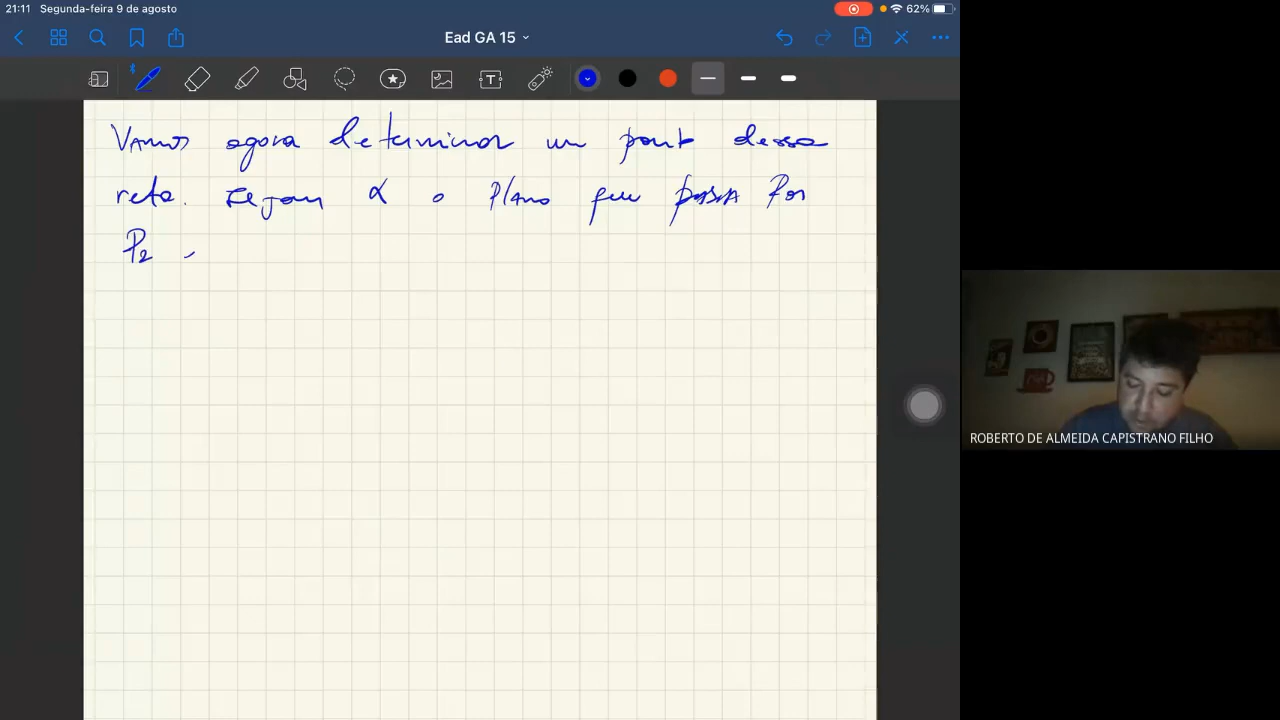 21:11 Segunda-feira 9 de agosto 62%
Ead GA 15
T
Vamos agora determinar um ponto dessa
reta. Sejam α o plano que passa por
P2
ROBERTO DE ALMEIDA CAPISTRANO FILHO